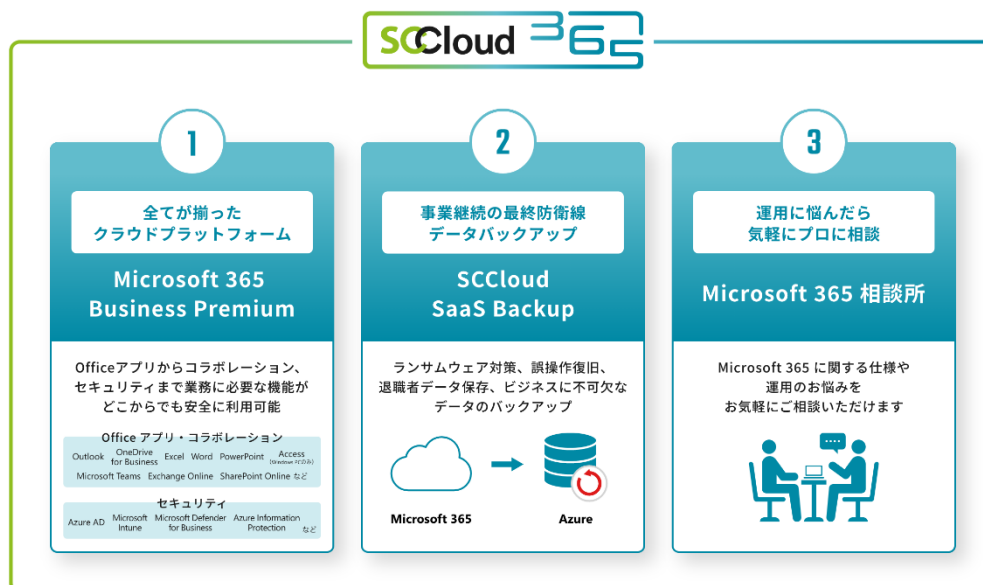 SCCloud 365
1
全てが揃った
クラウドプラットフォーム
Microsoft 365
Business Premium
Officeアプリからコラボレーション、
セキュリティまで業務に必要な機能が
どこからでも安全に利用可能
Office アプリ・コラボレーション
Outlook OneDrive for Business Excel Word PowerPoint Access (Windows PCのみ)
Microsoft Teams Exchange Online SharePoint Online など
セキュリティ
Azure AD Microsoft Intune Microsoft Defender for Business Azure Information Protection など
2
事業継続の最終防衛線
データバックアップ
SCCloud
SaaS Backup
ランサムウェア対策、誤操作復旧、
退職者データ保存、ビジネスに不可欠な
データのバックアップ
Microsoft 365
Azure
3
運用に悩んだら
気軽にプロに相談
Microsoft 365 相談所
Microsoft 365 に関する仕様や
運用のお悩みを
お気軽にご相談いただけます